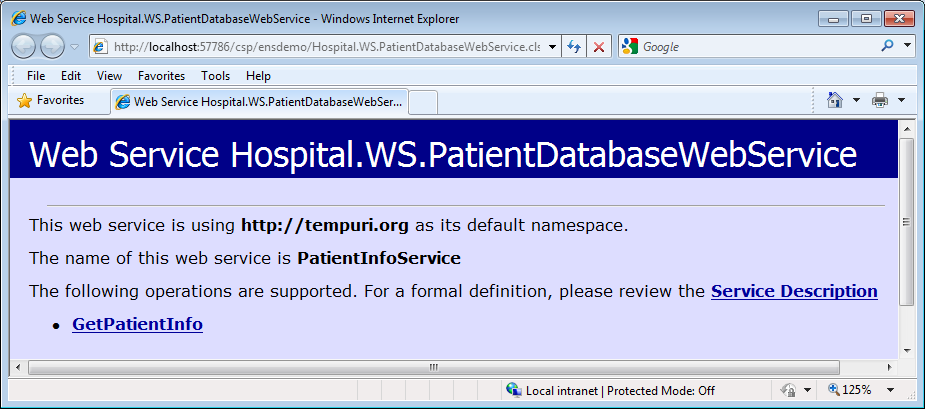 Web Service Hospital.WS.PatientDatabaseWebService - Windows Internet Explorer
http://localhost:57786/csp/ensdemo/Hospital.WS.PatientDatabaseWebService.cls
Google
File Edit View Favorites Tools Help
Favorites
Web Service Hospital.WS.PatientDatabaseWebSer...
Web Service Hospital.WS.PatientDatabaseWebService
This web service is using http://tempuri.org as its default namespace.
The name of this web service is PatientInfoService
The following operations are supported. For a formal definition, please review the Service Description
• GetPatientInfo
Local intranet | Protected Mode: Off
125%